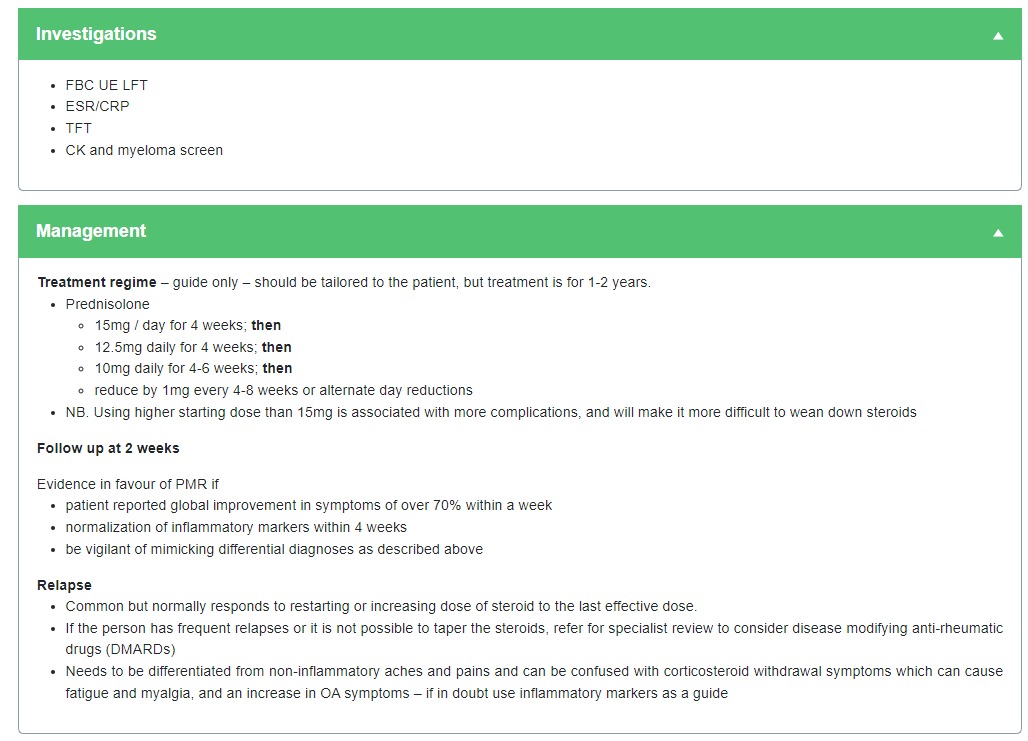 Investigations
FBC UE LFT
ESR/CRP
TFT
CK and myeloma screen
Management
Treatment regime – guide only – should be tailored to the patient, but treatment is for 1-2 years.
Prednisolone
15mg / day for 4 weeks; then
12.5mg daily for 4 weeks; then
10mg daily for 4-6 weeks; then
reduce by 1mg every 4-8 weeks or alternate day reductions
NB. Using higher starting dose than 15mg is associated with more complications, and will make it more difficult to wean down steroids
Follow up at 2 weeks
Evidence in favour of PMR if
patient reported global improvement in symptoms of over 70% within a week
normalization of inflammatory markers within 4 weeks
be vigilant of mimicking differential diagnoses as described above
Relapse
Common but normally responds to restarting or increasing dose of steroid to the last effective dose.
If the person has frequent relapses or it is not possible to taper the steroids, refer for specialist review to consider disease modifying anti-rheumatic
drugs (DMARDs)
Needs to be differentiated from non-inflammatory aches and pains and can be confused with corticosteroid withdrawal symptoms which can cause
fatigue and myalgia, and an increase in OA symptoms – if in doubt use inflammatory markers as a guide